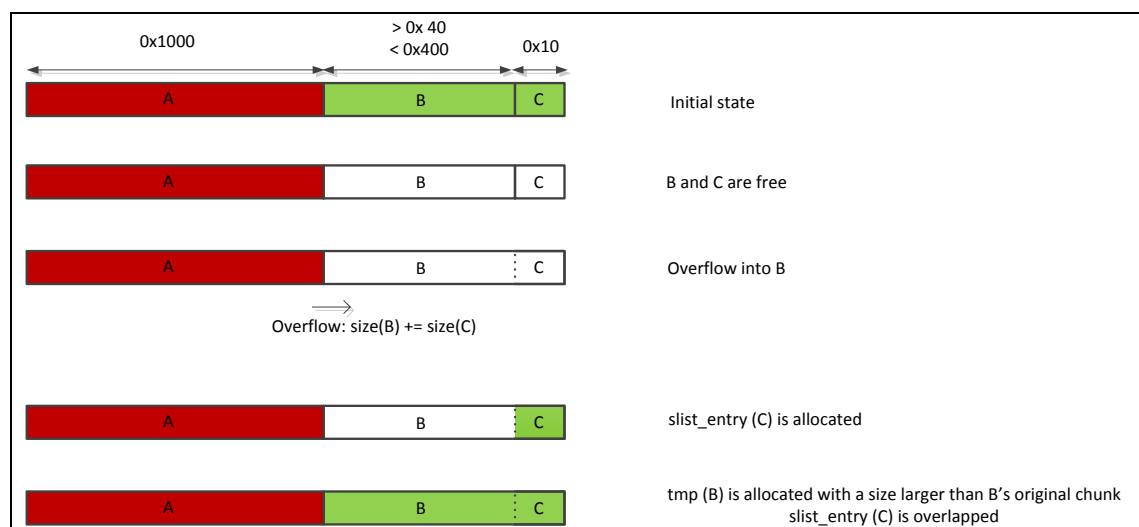 0x1000
> 0x 40
< 0x400
0x10
A
B
C
Initial state
A
B
C
B and C are free
A
B
C
Overflow into B
Overflow: size(B) += size(C)
A
B
C
slist_entry (C) is allocated
A
B
C
tmp (B) is allocated with a size larger than B’s original chunk
slist_entry (C) is overlapped